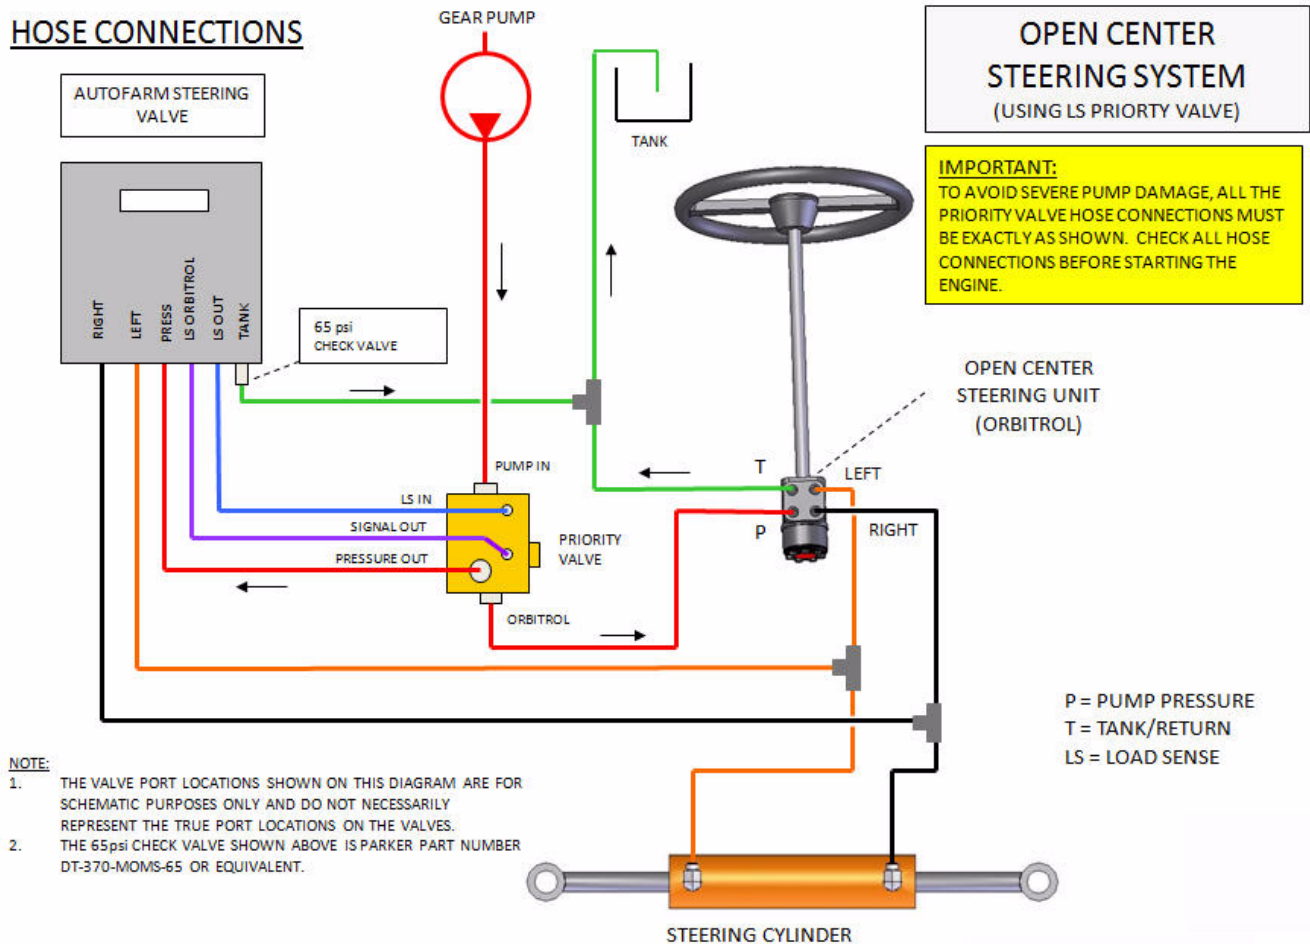 HOSE CONNECTIONS
GEAR PUMP
OPEN CENTER
STEERING SYSTEM
(USING LS PRIORTY VALVE)
AUTOFARM STEERING
VALVE
TANK
IMPORTANT:
TO AVOID SEVERE PUMP DAMAGE, ALL THE
PRIORITY VALVE HOSE CONNECTIONS MUST
BE EXACTLY AS SHOWN. CHECK ALL HOSE
CONNECTIONS BEFORE STARTING THE
ENGINE.
RIGHT
LEFT
PRESS
LS ORBITROL
LS OUT
TANK
65 psi
CHECK VALVE
OPEN CENTER
STEERING UNIT
(ORBITROL)
PUMP IN
T
LEFT
LS IN
SIGNAL OUT
PRESSURE OUT
PRIORITY
VALVE
P
RIGHT
ORBITROL
P = PUMP PRESSURE
T = TANK/RETURN
LS = LOAD SENSE
NOTE:
1. THE VALVE PORT LOCATIONS SHOWN ON THIS DIAGRAM ARE FOR
SCHEMATIC PURPOSES ONLY AND DO NOT NECESSARILY
REPRESENT THE TRUE PORT LOCATIONS ON THE VALVES.
2. THE 65psi CHECK VALVE SHOWN ABOVE IS PARKER PART NUMBER
DT-370-MOMS-65 OR EQUIVALENT.
STEERING CYLINDER